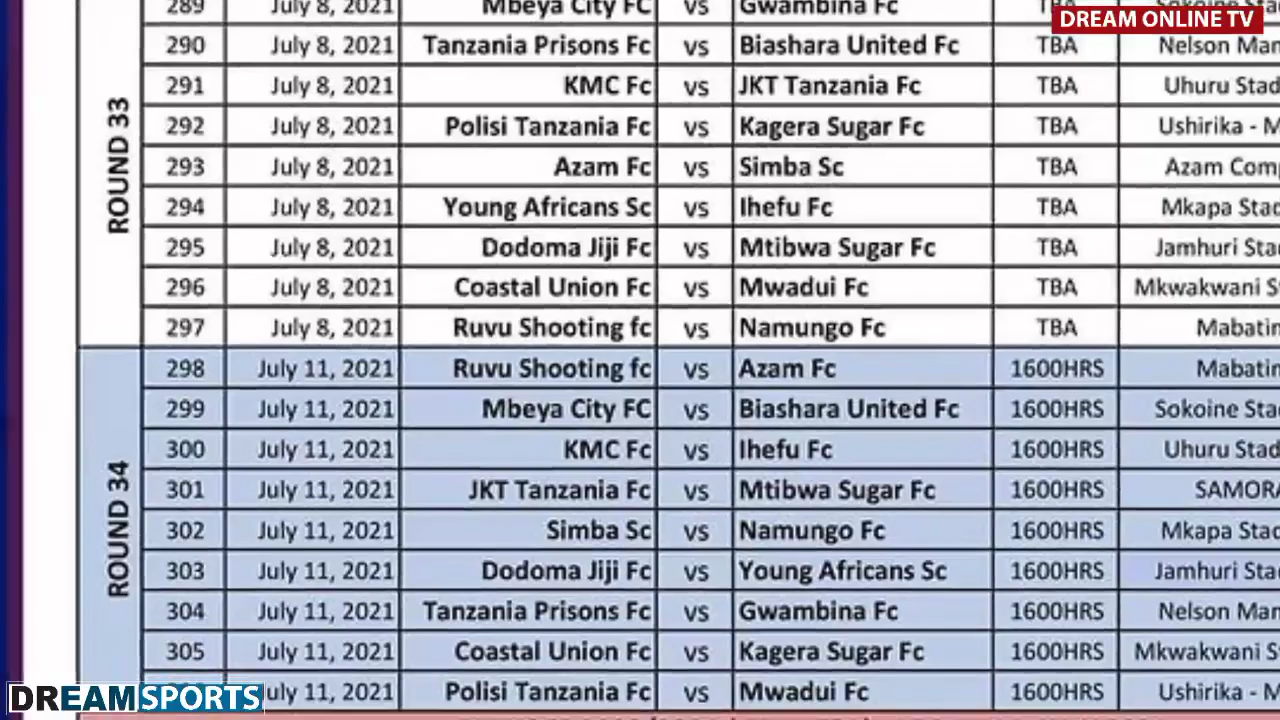 289 July 8, 2021 Mbeya City FC vs Gwambina Fc
DREAM ONLINE TV
290 July 8, 2021 Tanzania Prisons Fc vs Biashara United Fc TBA Nelson Man
291 July 8, 2021 KMC Fc vs JKT Tanzania Fc TBA Uhuru Stad
ROUND 33
292 July 8, 2021 Polisi Tanzania Fc vs Kagera Sugar Fc TBA Ushirika - M
293 July 8, 2021 Azam Fc vs Simba Sc TBA Azam Comp
294 July 8, 2021 Young Africans Sc vs Ihefu Fc TBA Mkapa Stad
295 July 8, 2021 Dodoma Jiji Fc vs Mtibwa Sugar Fc TBA Jamhuri Sta
296 July 8, 2021 Coastal Union Fc vs Mwadui Fc TBA Mkwakwani St
297 July 8, 2021 Ruvu Shooting fc vs Namungo Fc TBA Mabatin
298 July 11, 2021 Ruvu Shooting fc vs Azam Fc 1600HRS Mabatin
299 July 11, 2021 Mbeya City FC vs Biashara United Fc 1600HRS Sokoine Sta
300 July 11, 2021 KMC Fc vs Ihefu Fc 1600HRS Uhuru Stad
301 July 11, 2021 JKT Tanzania Fc vs Mtibwa Sugar Fc 1600HRS SAMORA
ROUND 34
302 July 11, 2021 Simba Sc vs Namungo Fc 1600HRS Mkapa Stad
303 July 11, 2021 Dodoma Jiji Fc vs Young Africans Sc 1600HRS Jamhuri Sta
304 July 11, 2021 Tanzania Prisons Fc vs Gwambina Fc 1600HRS Nelson Man
305 July 11, 2021 Coastal Union Fc vs Kagera Sugar Fc 1600HRS Mkwakwani St
July 11, 2021 Polisi Tanzania Fc vs Mwadui Fc 1600HRS Ushirika - M
DREAMSPORTS